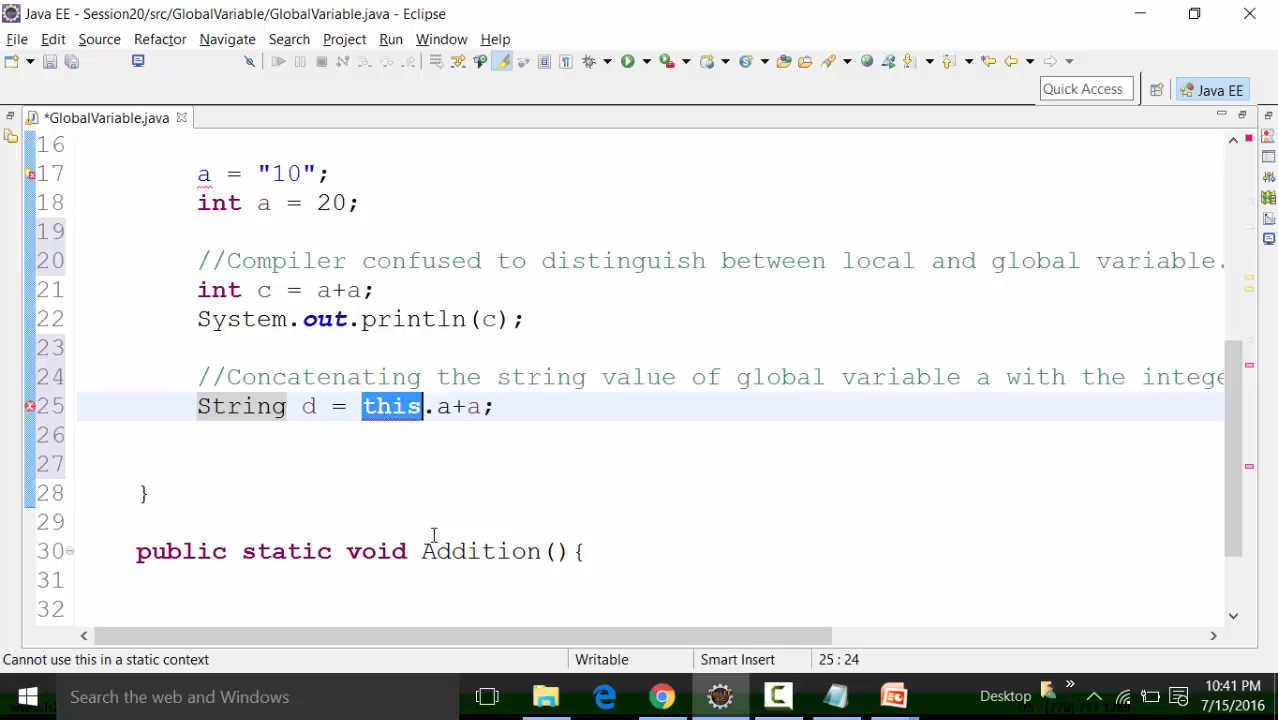 Java EE - Session20/src/GlobalVariable/GlobalVariable.java - Eclipse
File Edit Source Refactor Navigate Search Project Run Window Help
Quick Access
Java EE
*GlobalVariable.java
16
17 a = "10";
18 int a = 20;
19
20 //Compiler confused to distinguish between local and global variable.
21 int c = a+a;
22 System.out.println(c);
23
24 //Concatenating the string value of global variable a with the intege
25 String d = this.a+a;
26
27
28 }
29
30 public static void Addition(){
31
32
Cannot use this in a static context
Writable
Smart Insert
25 : 24
Search the web and Windows
Desktop
10:41 PM
7/15/2016